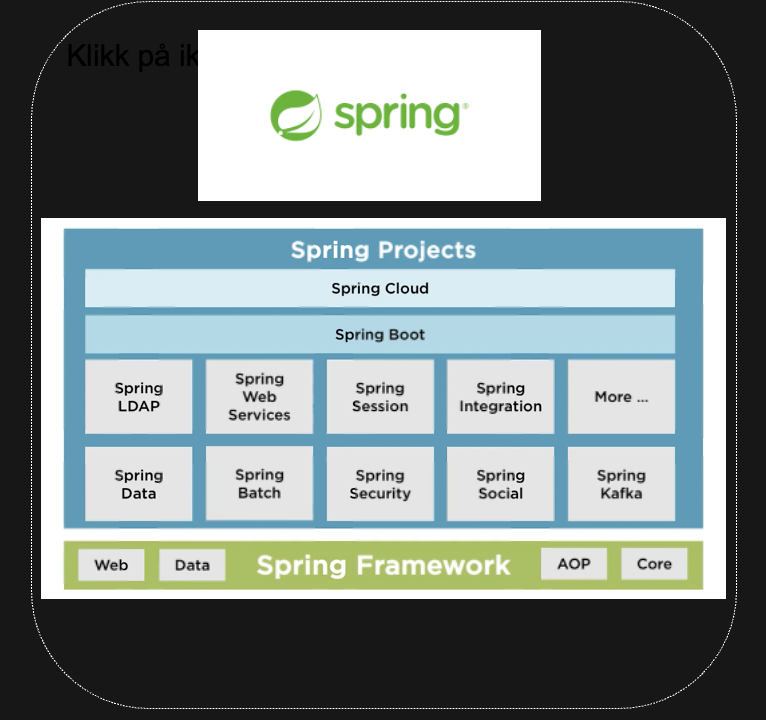 Klikk på ik
spring®
Spring Projects
Spring Cloud
Spring Boot
Spring
LDAP
Spring
Web
Services
Spring
Session
Spring
Integration
More ...
Spring
Data
Spring
Batch
Spring
Security
Spring
Social
Spring
Kafka
Web
Data
Spring Framework
AOP
Core